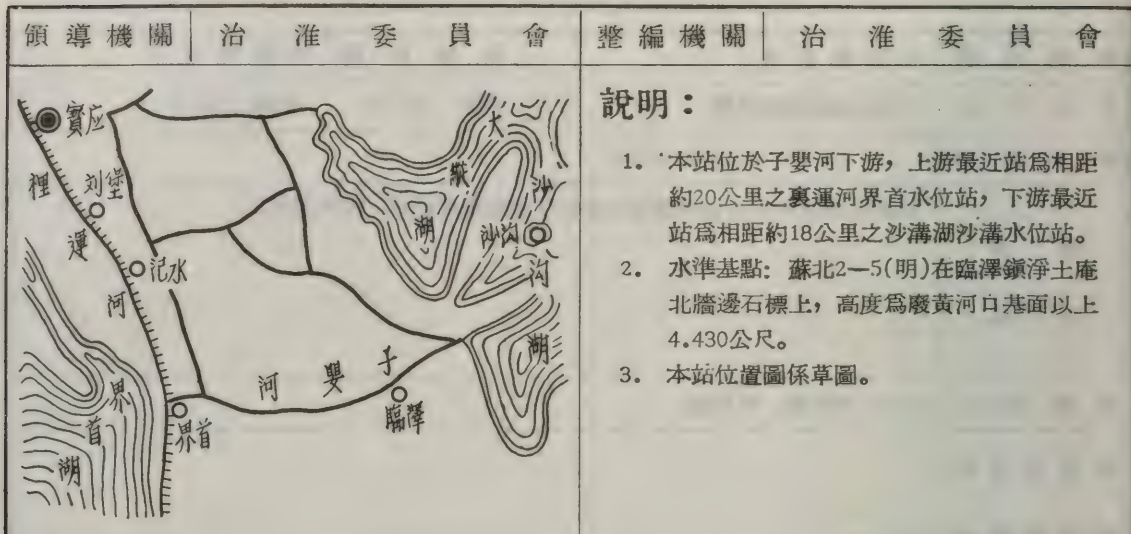 領導機關 治淮委員會 整編機關 治淮委員會
說明：
1. 本站位於子嬰河下游，上游最近站爲相距
約20公里之裏運河界首水位站，下游最近
站爲相距約18公里之沙溝湖沙溝水位站。
2. 水準基點：蘇北2—5(明)在臨澤鎮淨土庵
北牆邊石標上，高度爲廢黃河口基面以上
4.430公尺。
3. 本站位置圖係草圖。
寶应
刘堡
裡運河
氾水
大縱湖
沙沟
沙沟湖
子嬰河
臨澤
界首
界首湖